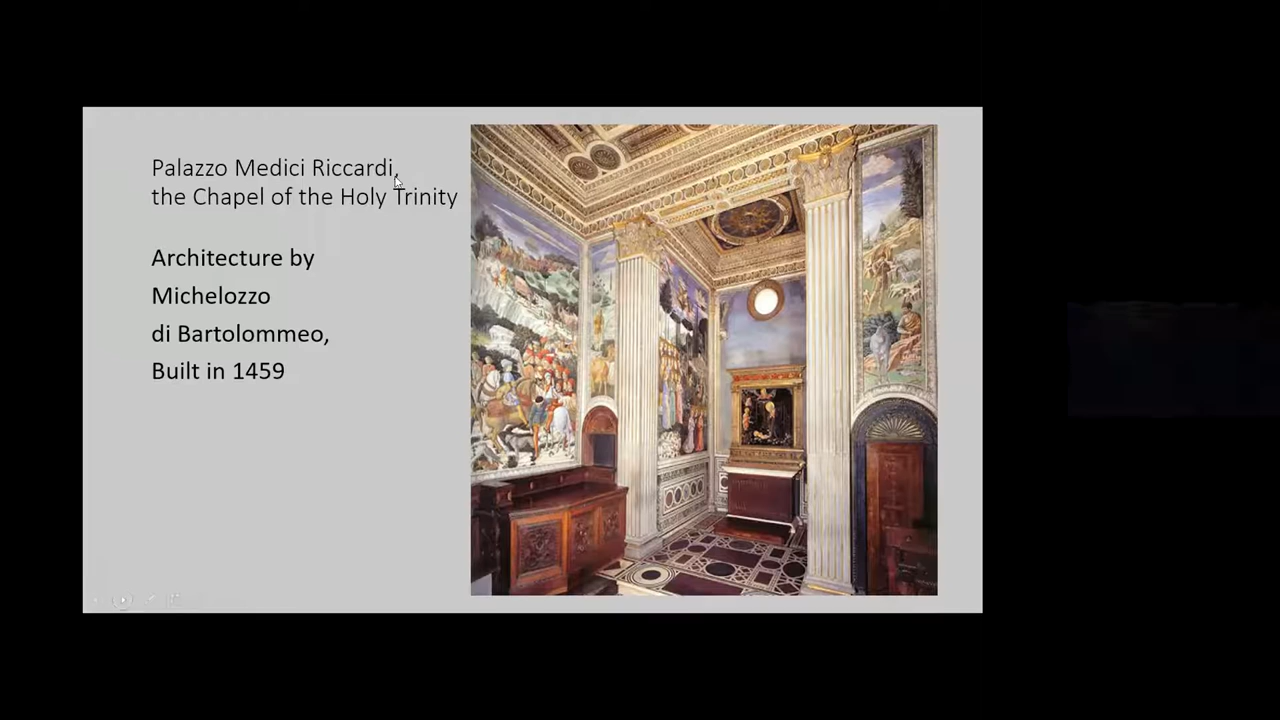 Palazzo Medici Riccardi,
the Chapel of the Holy Trinity
Architecture by
Michelozzo
di Bartolommeo,
Built in 1459